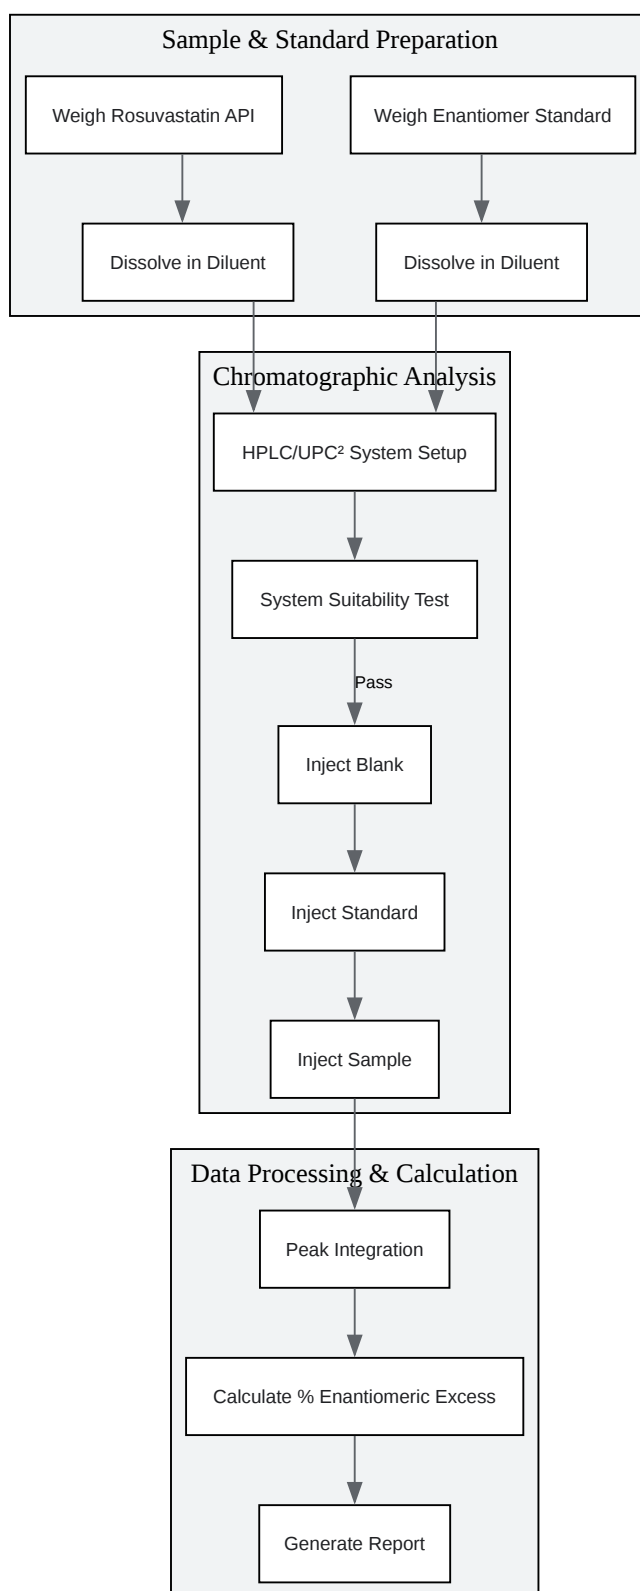 Sample & Standard Preparation
Weigh Rosuvastatin API
Weigh Enantiomer Standard
Dissolve in Diluent
Dissolve in Diluent
Chromatographic Analysis
HPLC/UPC² System Setup
System Suitability Test
Pass
Inject Blank
Inject Standard
Inject Sample
Data Processing & Calculation
Peak Integration
Calculate % Enantiomeric Excess
Generate Report